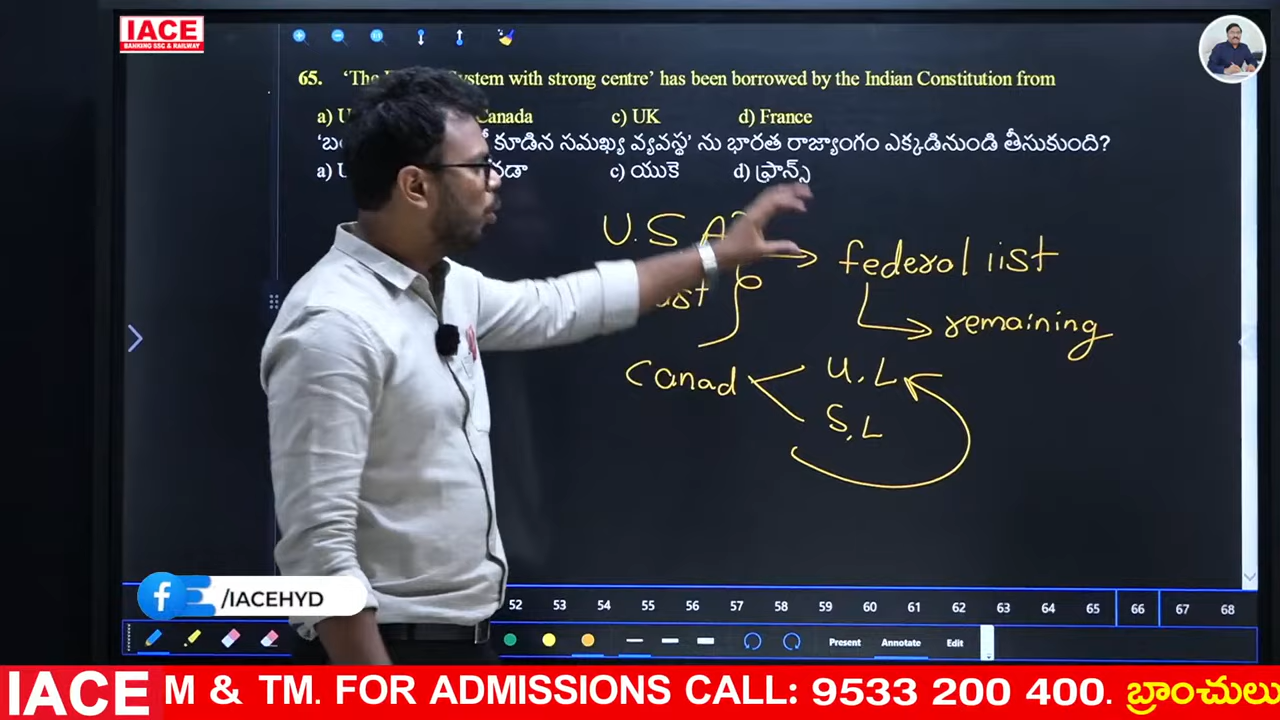 IACE
BANKING SSC & RAILWAY
65. ‘The System with strong centre’ has been borrowed by the Indian Constitution from
a) U Canada c) UK d) France
కూడిన సమఖ్య వ్యవస్థ’ ను భారత రాజ్యాంగం ఎక్కడినుండి తీసుకుంది?
a) U c) యుకె d) ఫ్రాన్స్
U.S.A federal list
remaining
Canad U.L
S.L
f /IACEHYD
52 53 54 55 56 57 58 59 60 61 62 63 64 65 66 67 68
Present Annotate Edit
IACE M & TM. FOR ADMISSIONS CALL: 9533 200 400. బ్రాంచులు